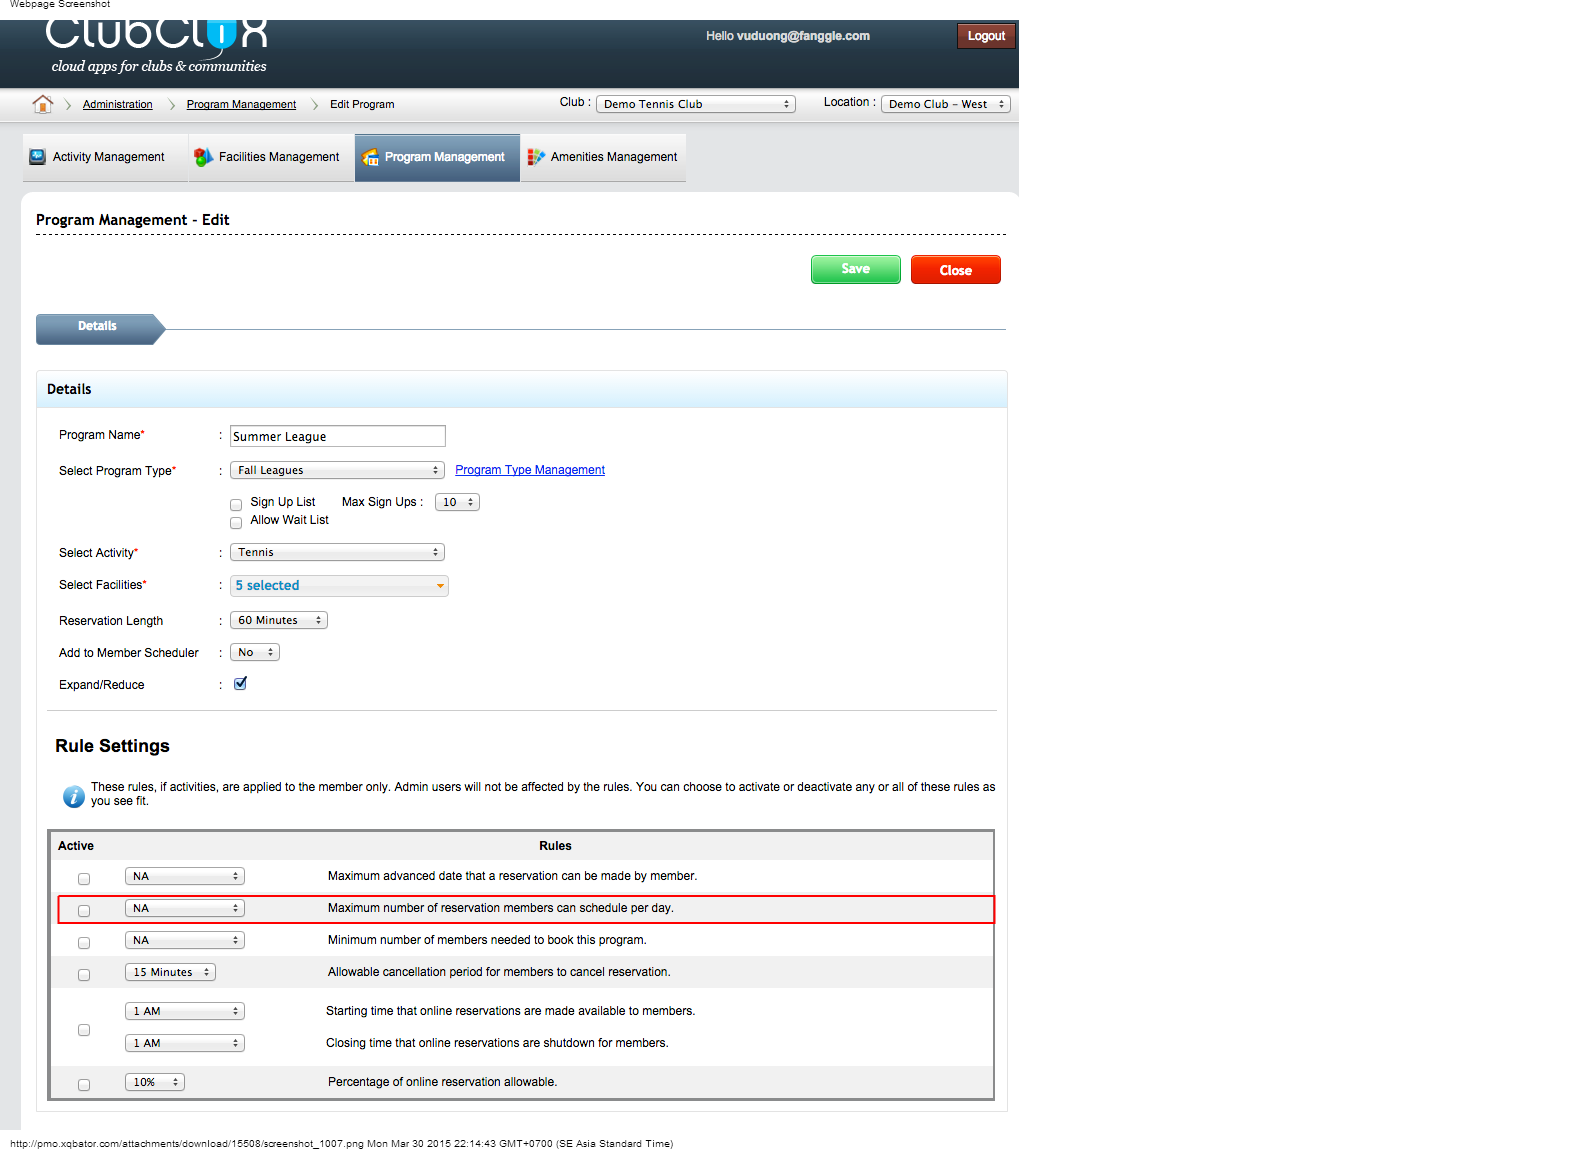 Webpage Screenshot
ClubClix
cloud apps for clubs & communities
Hello vuduong@fanggle.com
Logout
Administration
Program Management
Edit Program
Club :
Demo Tennis Club
Location :
Demo Club - West
Activity Management
Facilities Management
Program Management
Amenities Management
Program Management - Edit
Save
Close
Details
Details
Program Name* : Summer League
Select Program Type* : Fall Leagues Program Type Management
Sign Up List Max Sign Ups : 10
Allow Wait List
Select Activity* : Tennis
Select Facilities* : 5 selected
Reservation Length : 60 Minutes
Add to Member Scheduler : No
Expand/Reduce :
Rule Settings
These rules, if activities, are applied to the member only. Admin users will not be affected by the rules. You can choose to activate or deactivate any or all of these rules as
you see fit.
Active Rules
NA Maximum advanced date that a reservation can be made by member.
NA Maximum number of reservation members can schedule per day.
NA Minimum number of members needed to book this program.
15 Minutes Allowable cancellation period for members to cancel reservation.
1 AM Starting time that online reservations are made available to members.
1 AM Closing time that online reservations are shutdown for members.
10% Percentage of online reservation allowable.
http://pmo.xqbator.com/attachments/download/15508/screenshot_1007.png Mon Mar 30 2015 22:14:43 GMT+0700 (SE Asia Standard Time)